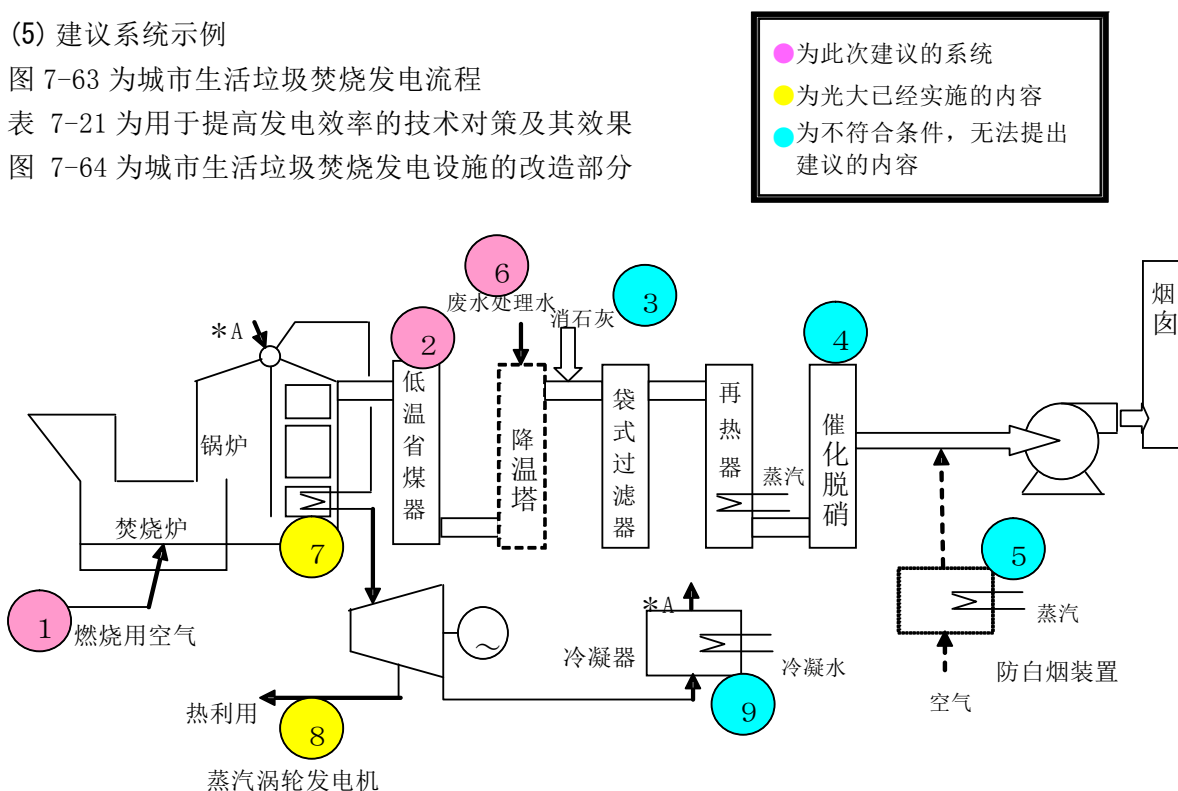 (5) 建议系统示例
图 7-63 为城市生活垃圾焚烧发电流程
表 7-21 为用于提高发电效率的技术对策及其效果
图 7-64 为城市生活垃圾焚烧发电设施的改造部分
为此次建议的系统
为光大已经实施的内容
为不符合条件，无法提出
建议的内容
6
废水处理水
消石灰
3
*A
2
4
烟囱
锅炉
低温省煤器
降温塔
袋式过滤器
再热器
蒸汽
催化脱硝
焚烧炉
7
5
蒸汽
1
燃烧用空气
~
*A
冷凝器
冷凝水
防白烟装置
空气
热利用
8
9
蒸汽涡轮发电机